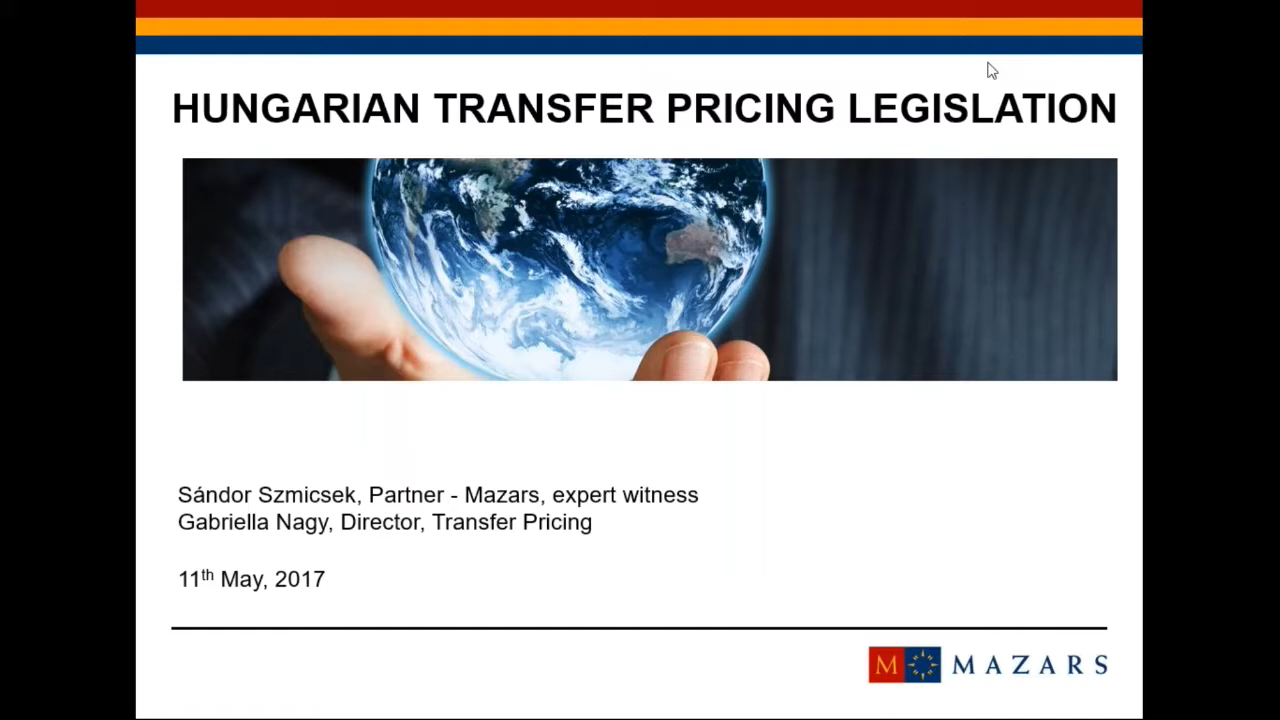 HUNGARIAN TRANSFER PRICING LEGISLATION
Sándor Szmicsek, Partner - Mazars, expert witness
Gabriella Nagy, Director, Transfer Pricing
11th May, 2017
M MAZARS